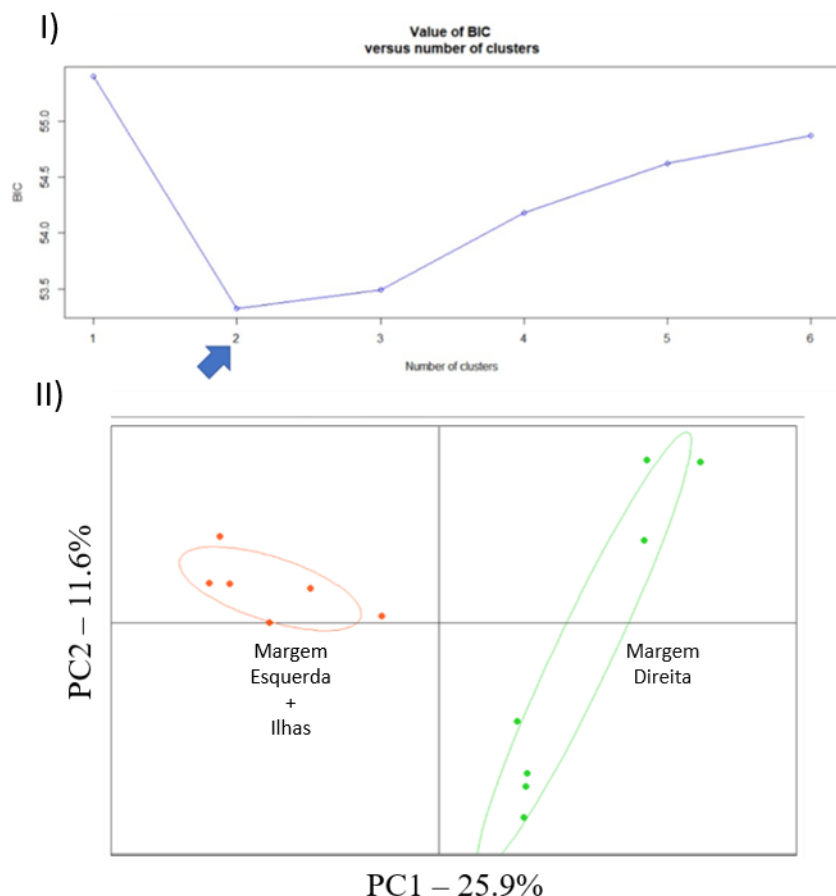 I)
Value of BIC
versus number of clusters
BIC
55.0
54.5
54.0
53.5
1 2 3 4 5 6
Number of clusters
II)
PC2 – 11.6%
Margem
Esquerda
+
Ilhas
Margem
Direita
PC1 – 25.9%